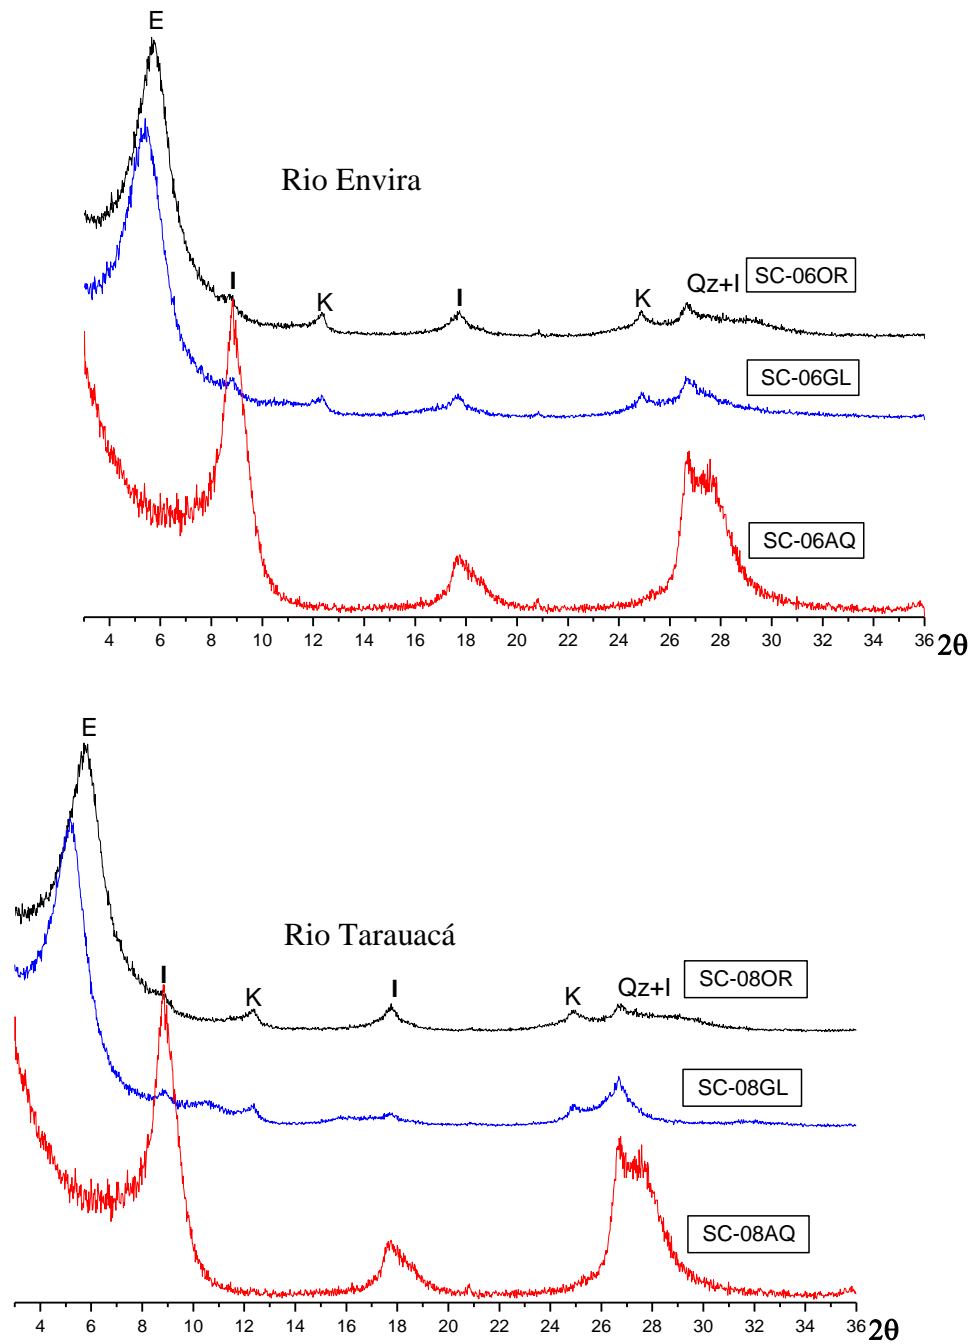 E
Rio Envira
I
K
I
K
Qz+I
SC-06OR
SC-06GL
SC-06AQ
4 6 8 10 12 14 16 18 20 22 24 26 28 30 32 34 36 2θ
E
Rio Tarauacá
I
K
I
K
Qz+I
SC-08OR
SC-08GL
SC-08AQ
4 6 8 10 12 14 16 18 20 22 24 26 28 30 32 34 36 2θ